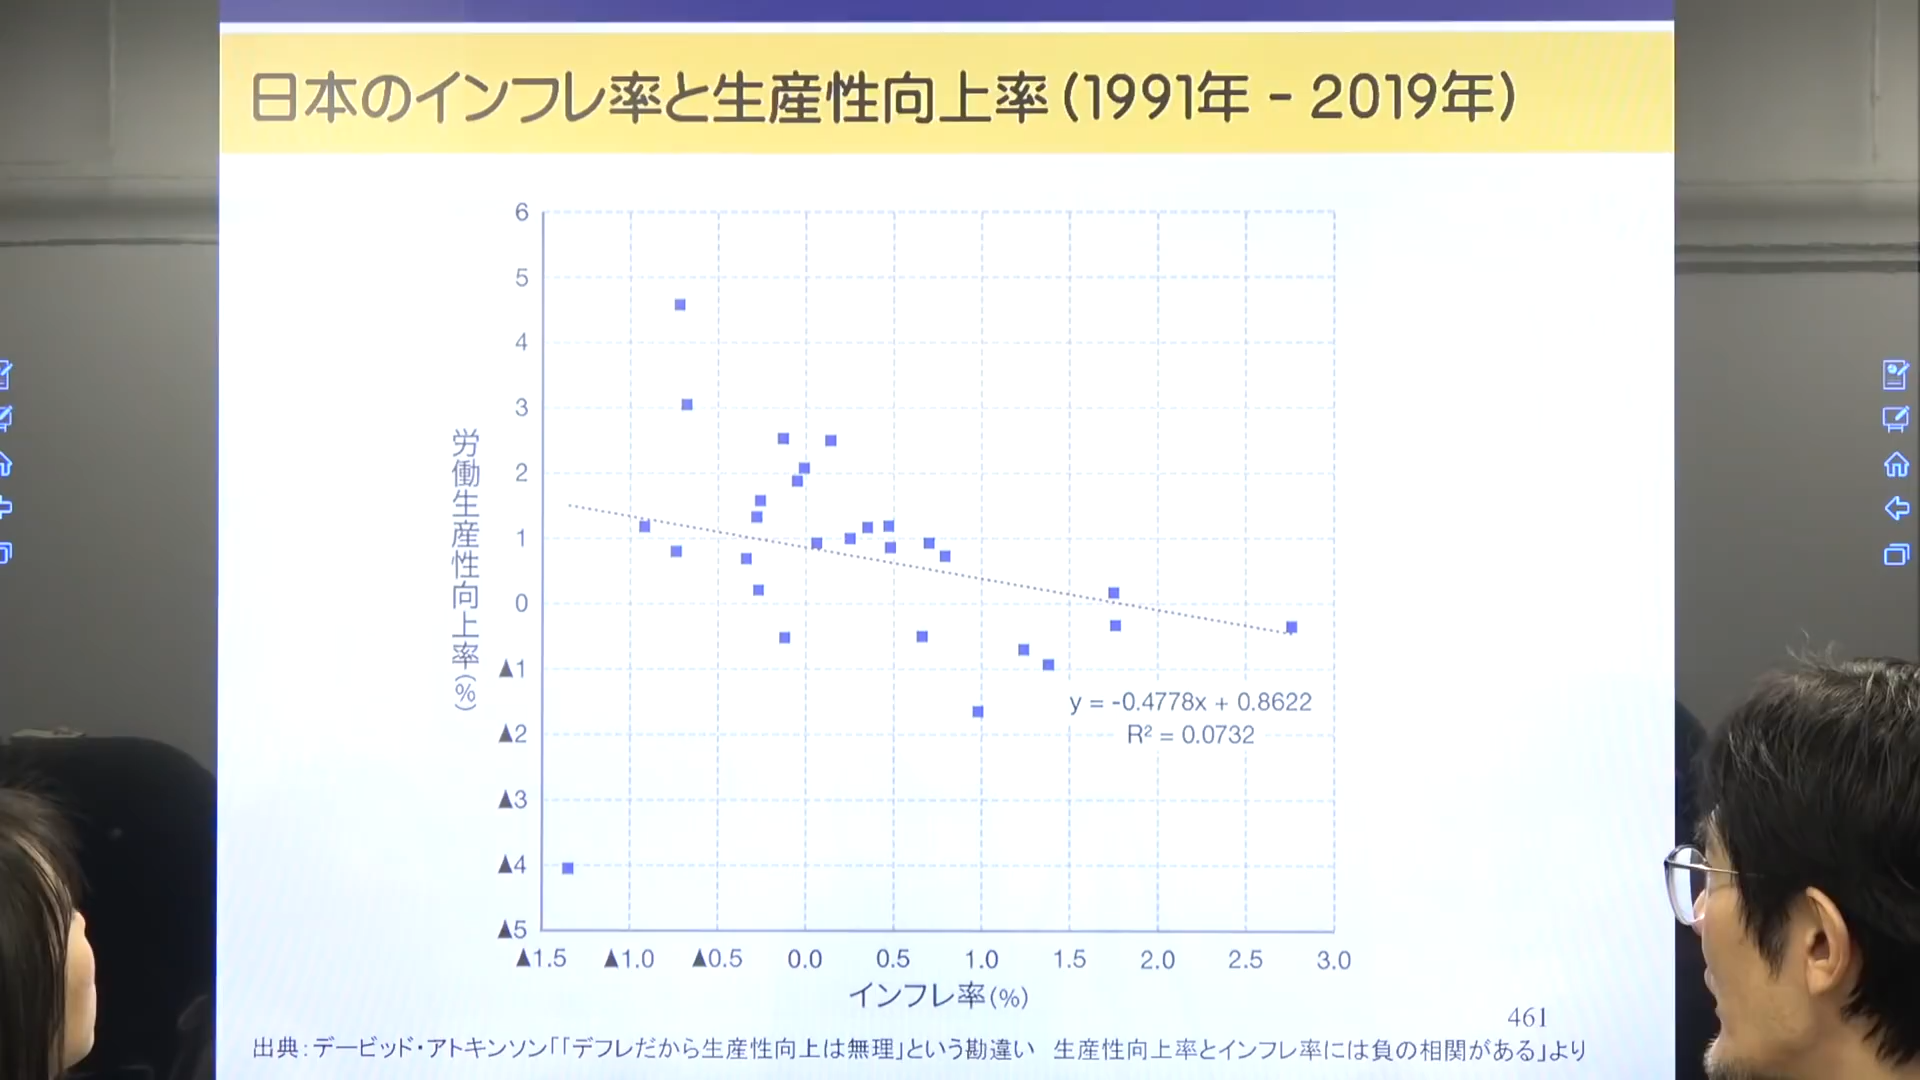 日本のインフレ率と生産性向上率(1991年 - 2019年)
6
5
4
3
2
1
0
▲1
▲2
▲3
▲4
▲5
労働生産性向上率(%)
y = -0.4778x + 0.8622
R² = 0.0732
▲1.5 ▲1.0 ▲0.5 0.0 0.5 1.0 1.5 2.0 2.5 3.0
インフレ率(%)
461
出典:デービッド・アトキンソン「「デフレだから生産性向上は無理」という勘違い 生産性向上率とインフレ率には負の相関がある」より